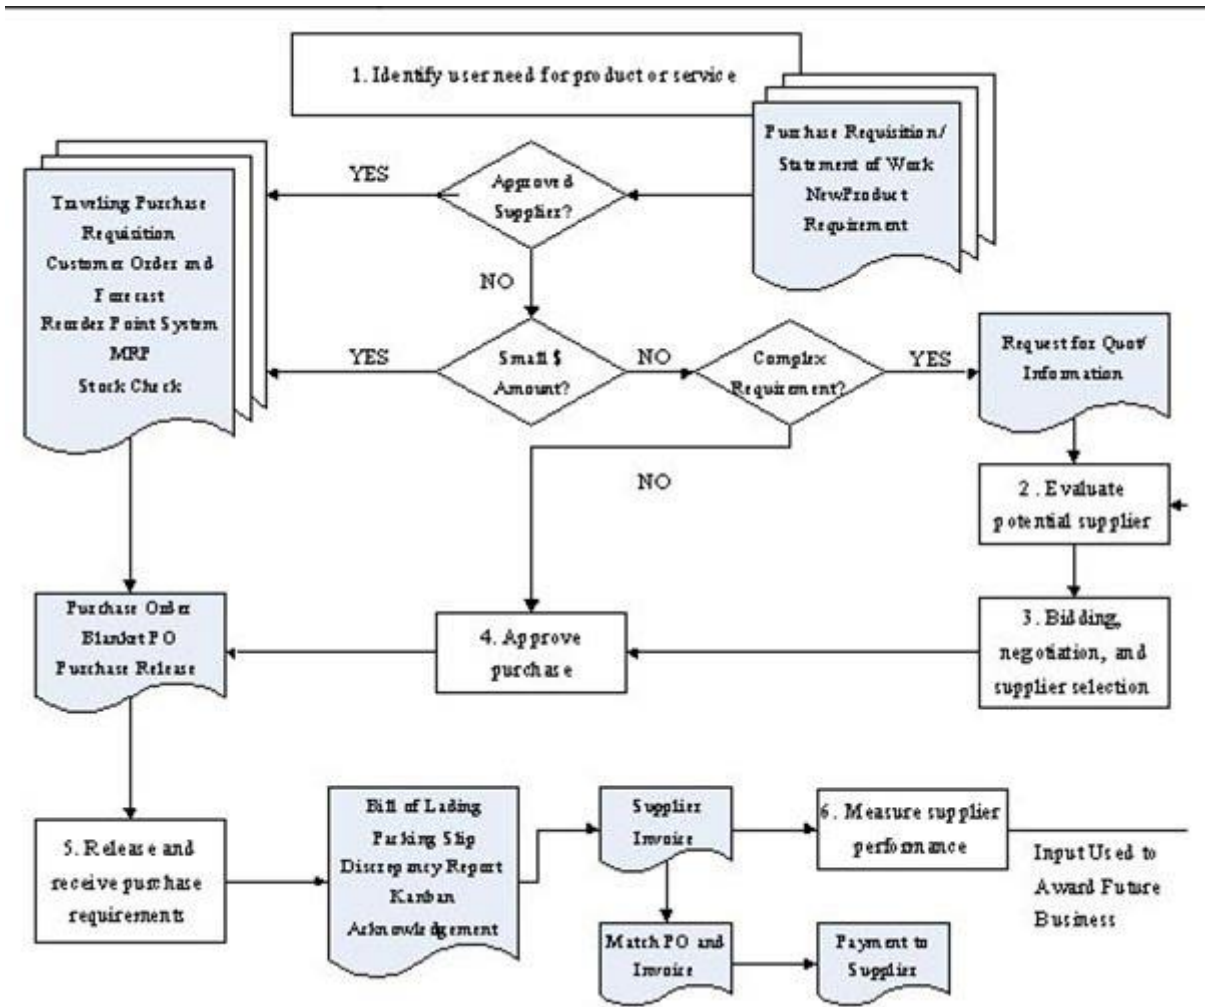 1. Identify user need for product or service
Purchase Requisition/
Statement of Work
New Product
Requirement
Approved
Supplier?
YES
NO
Traveling Purchase
Requisition
Customer Order and
Forecast
Reorder Point System
MRP
Stock Check
Small $
Amount?
YES
NO
Complex
Requirement?
YES
NO
Request for Quot/
Information
2. Evaluate
potential supplier
3. Bidding,
negotiation, and
supplier selection
4. Approve
purchase
Purchase Order
Blanket PO
Purchase Release
5. Release and
receive purchase
requirements
Bill of Lading
Packing Slip
Discrepancy Report
Kanban
Acknowledgement
Supplier
Invoice
6. Measure supplier
performance
Input Used to
Award Future
Business
Match PO and
Invoice
Payment to
Supplier